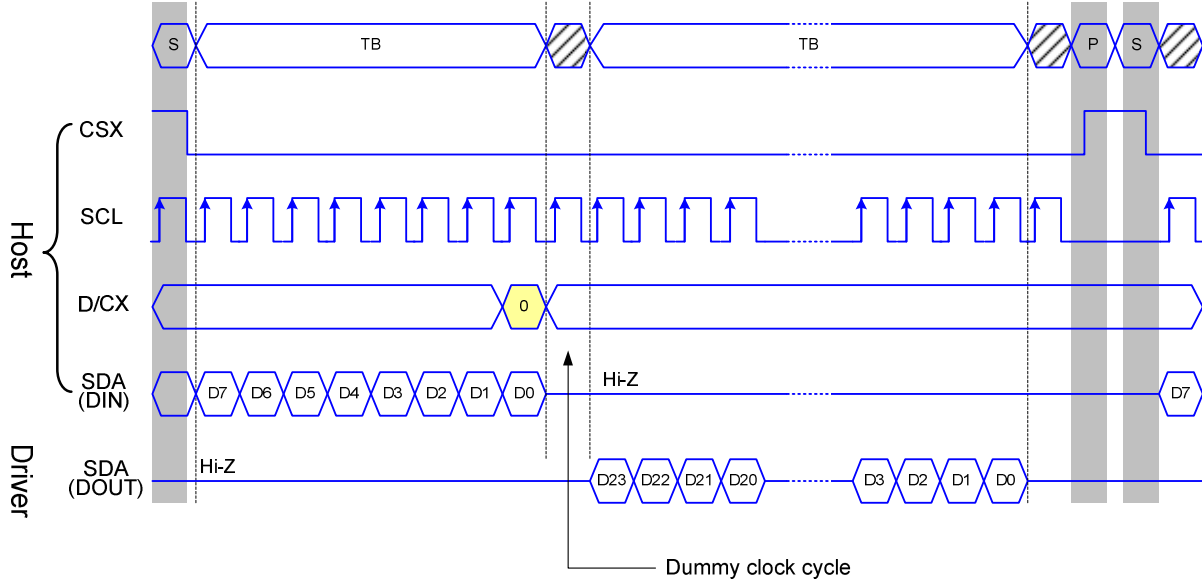 S TB TB P S
CSX
SCL
D/CX 0
Host
SDA
(DIN) D7 D6 D5 D4 D3 D2 D1 D0 Hi-Z D7
Driver
SDA
(DOUT) Hi-Z D23 D22 D21 D20 D3 D2 D1 D0
Dummy clock cycle